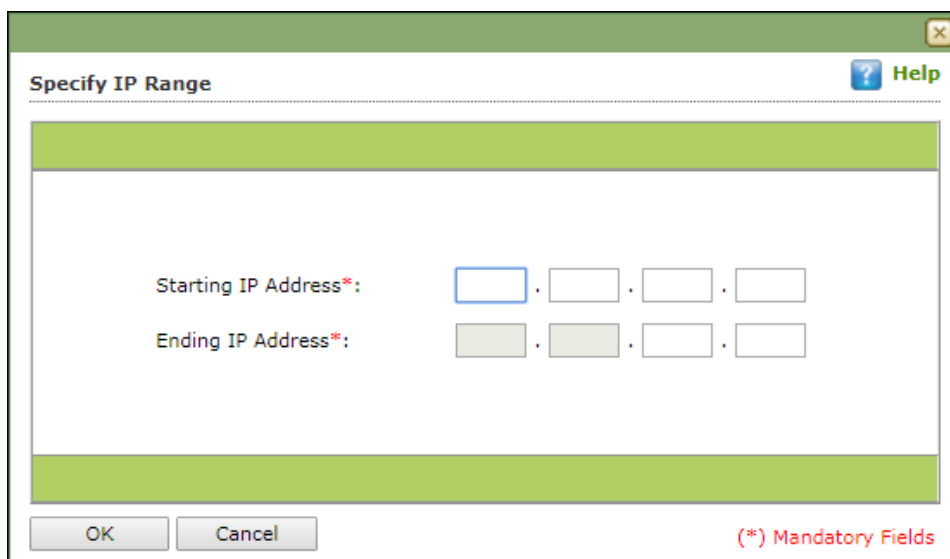 Specify IP Range
? Help
Starting IP Address*: . . .
Ending IP Address*: . . .
OK Cancel (*) Mandatory Fields